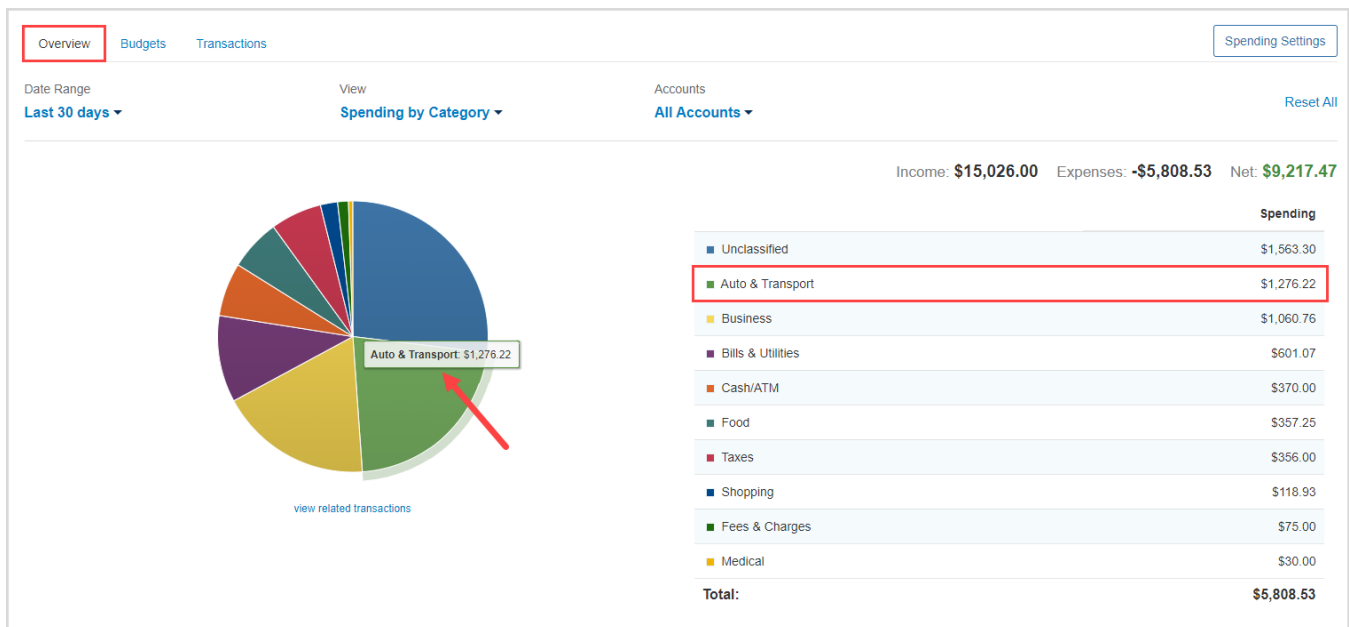 Overview Budgets Transactions Spending Settings
Date Range View Accounts
Last 30 days Spending by Category All Accounts Reset All
Income: $15,026.00 Expenses: -$5,808.53 Net: $9,217.47
Spending
Unclassified $1,563.30
Auto & Transport $1,276.22
Business $1,060.76
Bills & Utilities $601.07
Cash/ATM $370.00
Food $357.25
Taxes $356.00
Shopping $118.93
Fees & Charges $75.00
Medical $30.00
Total: $5,808.53
Auto & Transport: $1,276.22
view related transactions